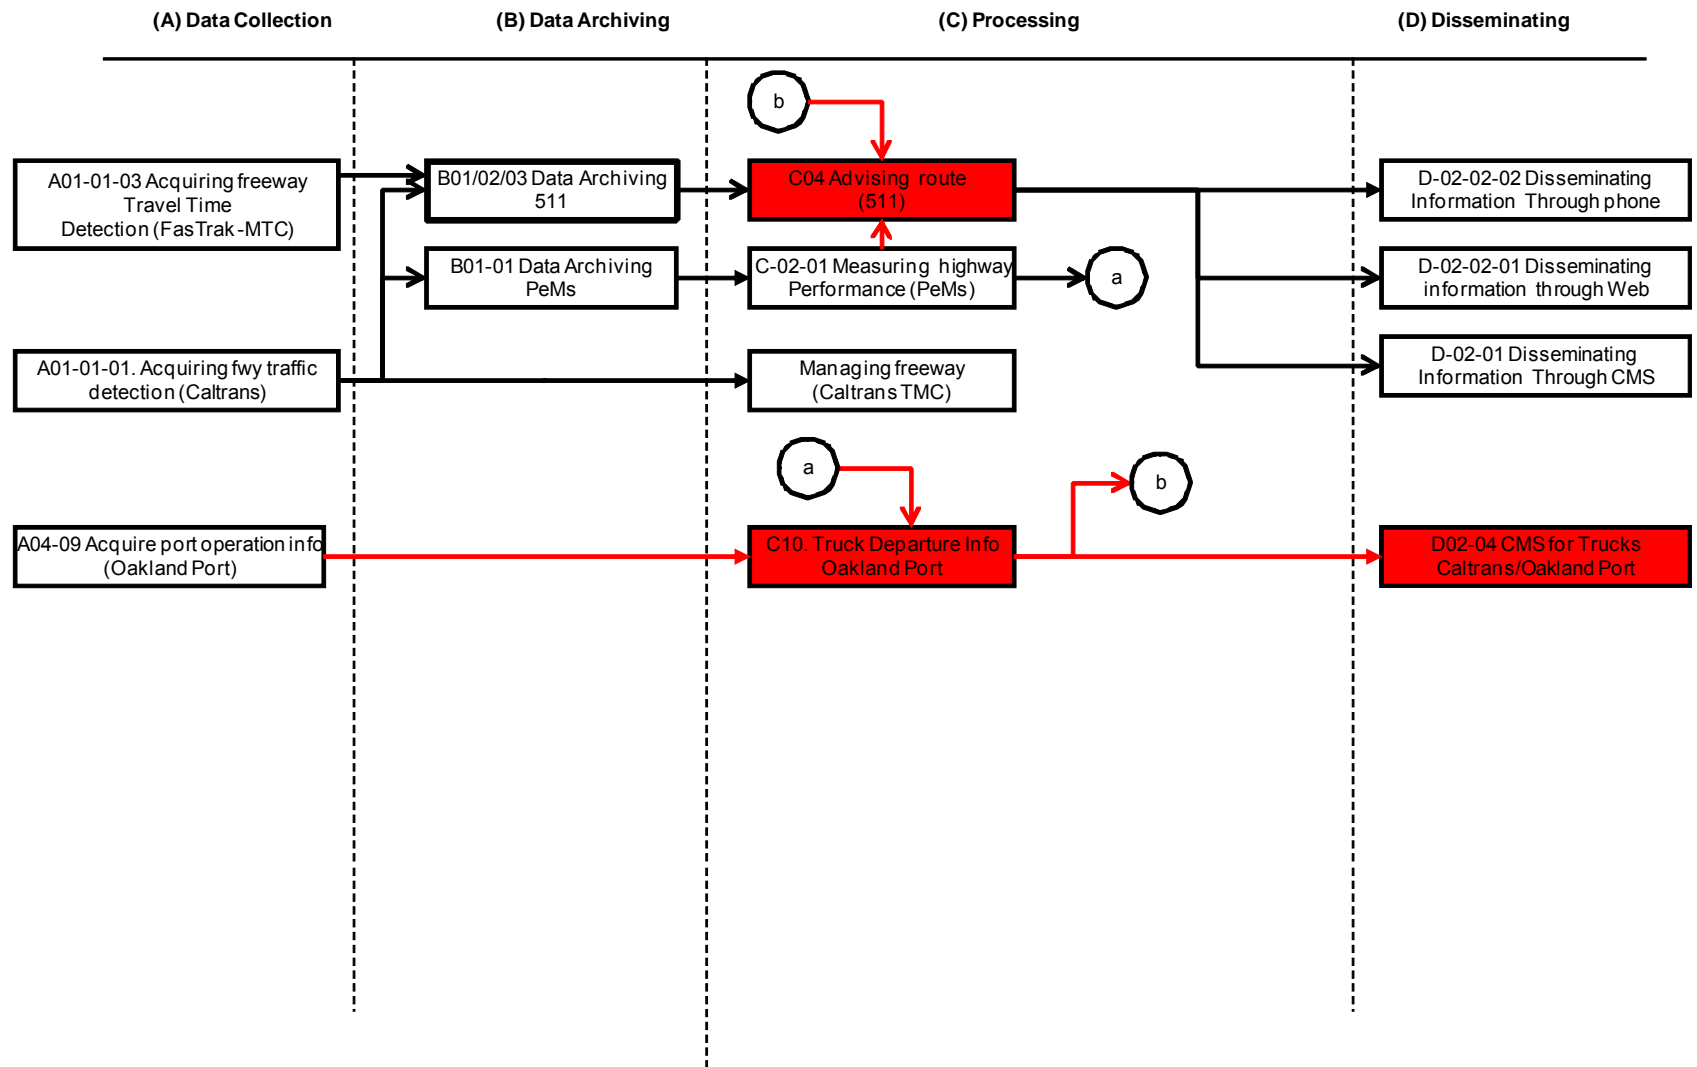 (A) Data Collection
(B) Data Archiving
(C) Processing
(D) Disseminating
b
A01-01-03 Acquiring freeway
Travel Time
Detection (FasTrak-MTC)
B01/02/03 Data Archiving
511
C04 Advising route
(511)
D-02-02-02 Disseminating
Information Through phone
B01-01 Data Archiving
PeMs
C-02-01 Measuring highway
Performance (PeMs)
a
D-02-02-01 Disseminating
information through Web
A01-01-01. Acquiring fwy traffic
detection (Caltrans)
Managing freeway
(Caltrans TMC)
D-02-01 Disseminating
Information Through CMS
a
b
A04-09 Acquire port operation info
(Oakland Port)
C10. Truck Departure Info
Oakland Port
D02-04 CMS for Trucks
Caltrans/Oakland Port